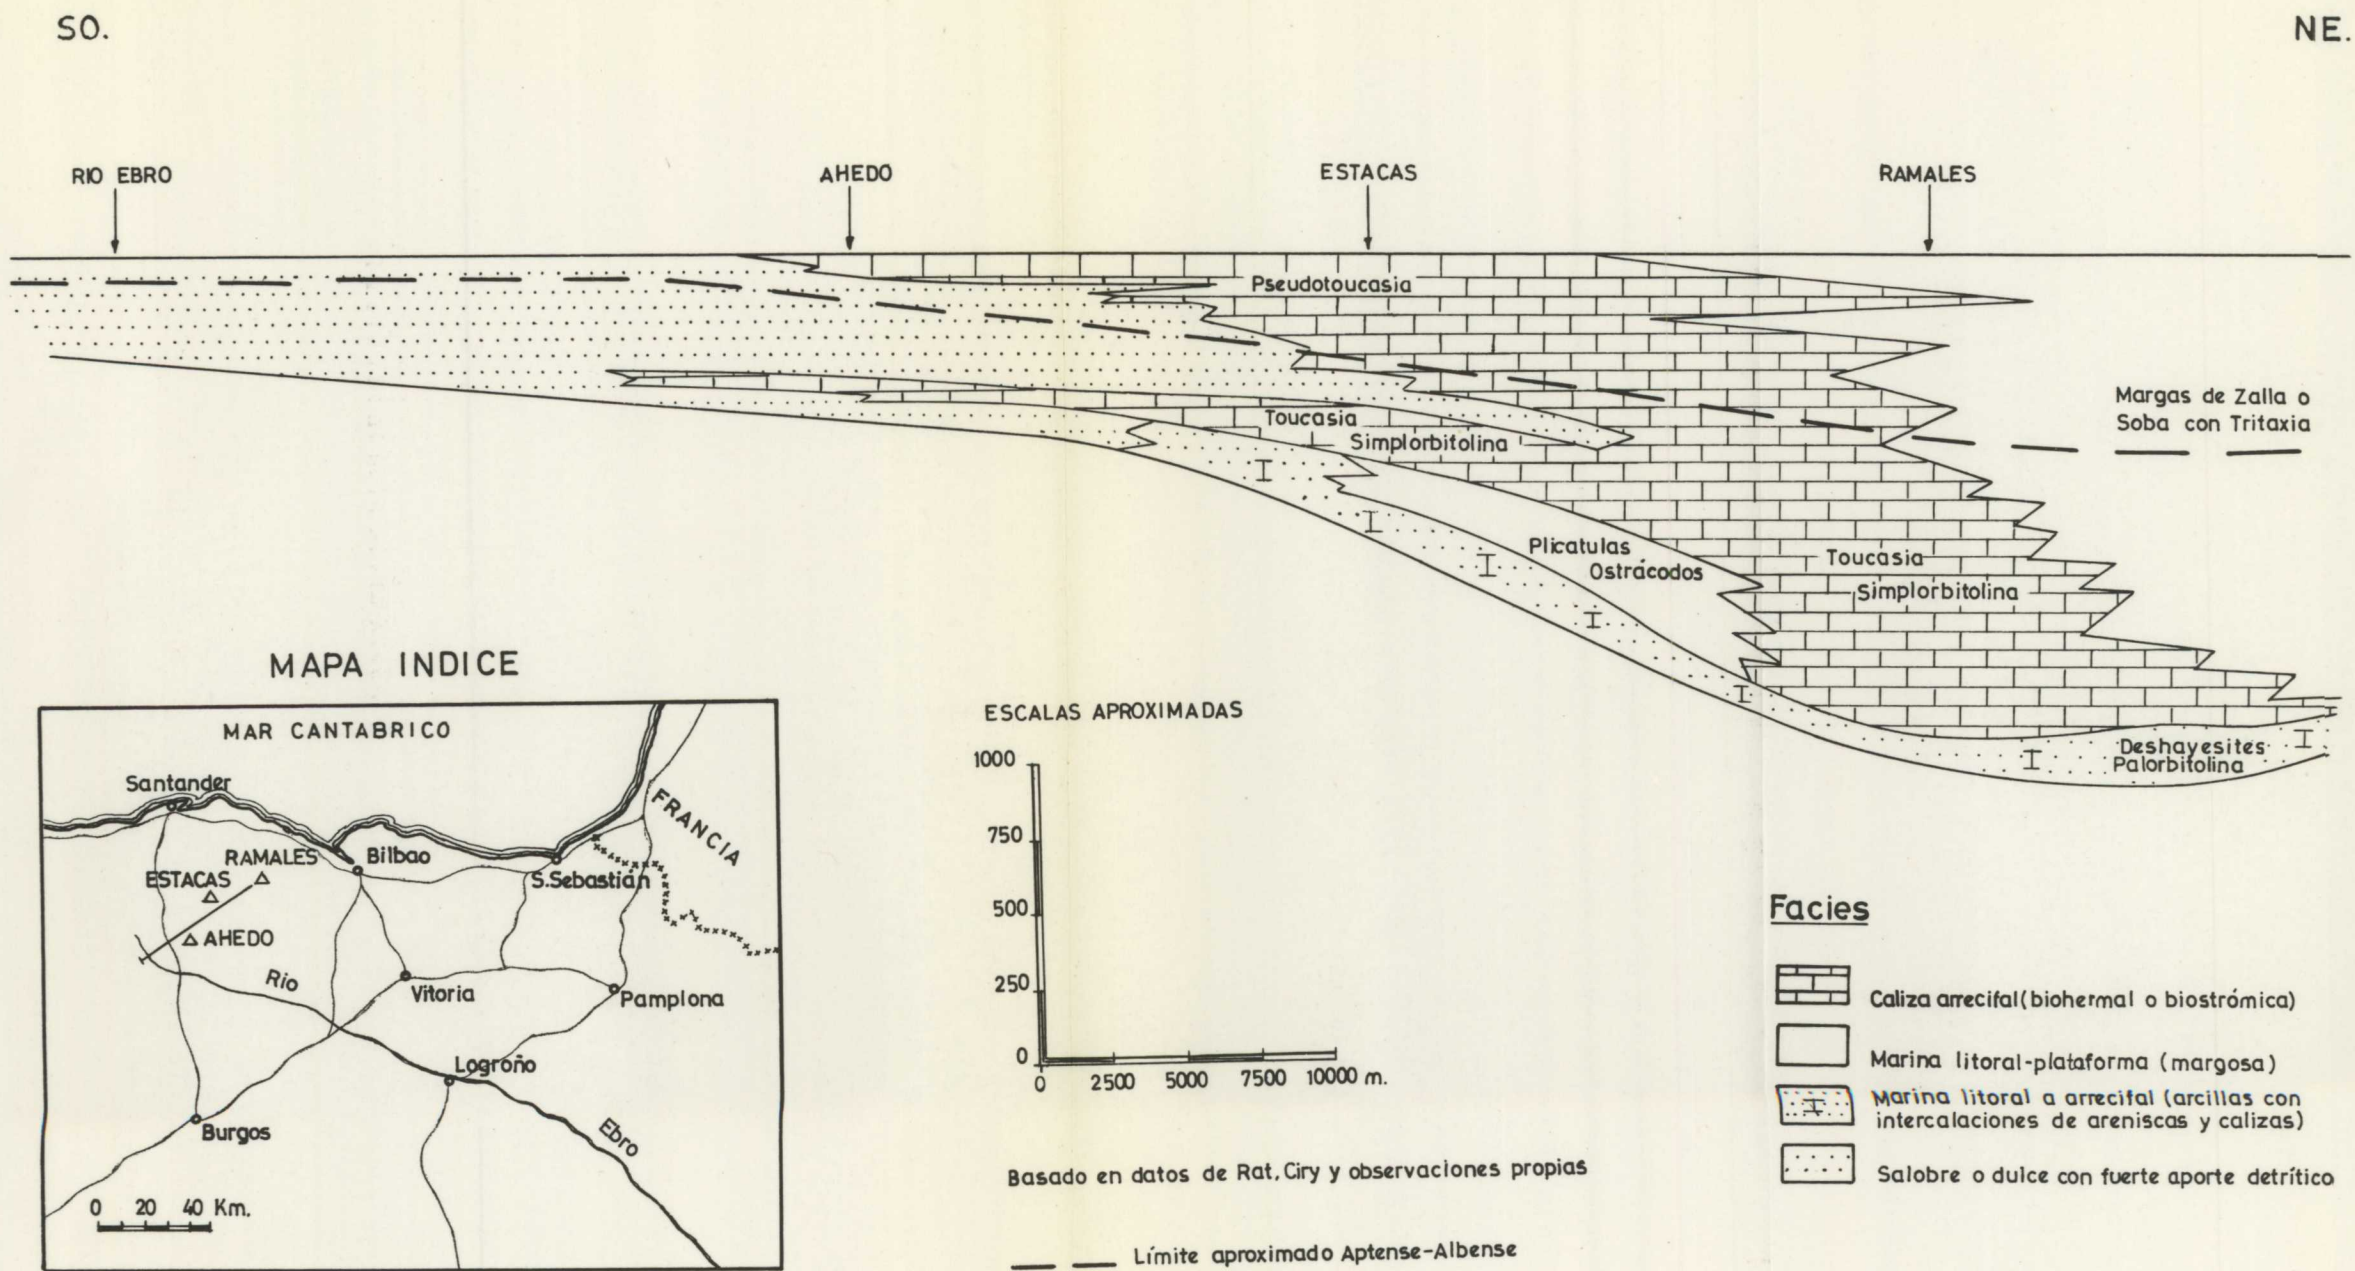 SO.
NE.
RIO EBRO
AHEDO
ESTACAS
RAMALES
Pseudotoucasia
Toucasia
Simplorbitolina
Margas de Zalla o
Soba con Tritaxia
Plicatulas
Ostrácodos
Toucasia
Simplorbitolina
Deshayesites
Palorbitolina
MAPA INDICE
MAR CANTABRICO
Santander
FRANCIA
RAMALES
Bilbao
ESTACAS
S.Sebastián
AHEDO
Rio
Vitoria
Pamplona
Logroño
Burgos
Ebro
0 20 40 Km.
ESCALAS APROXIMADAS
1000
750
500
250
0
0 2500 5000 7500 10000 m.
Basado en datos de Rat, Ciry y observaciones propias
Límite aproximado Aptense-Albense
Facies
Caliza arrecifal (biohermal o biostrómica)
Marina litoral-plataforma (margosa)
Marina litoral a arrecifal (arcillas con
intercalaciones de areniscas y calizas)
Salobre o dulce con fuerte aporte detrítico